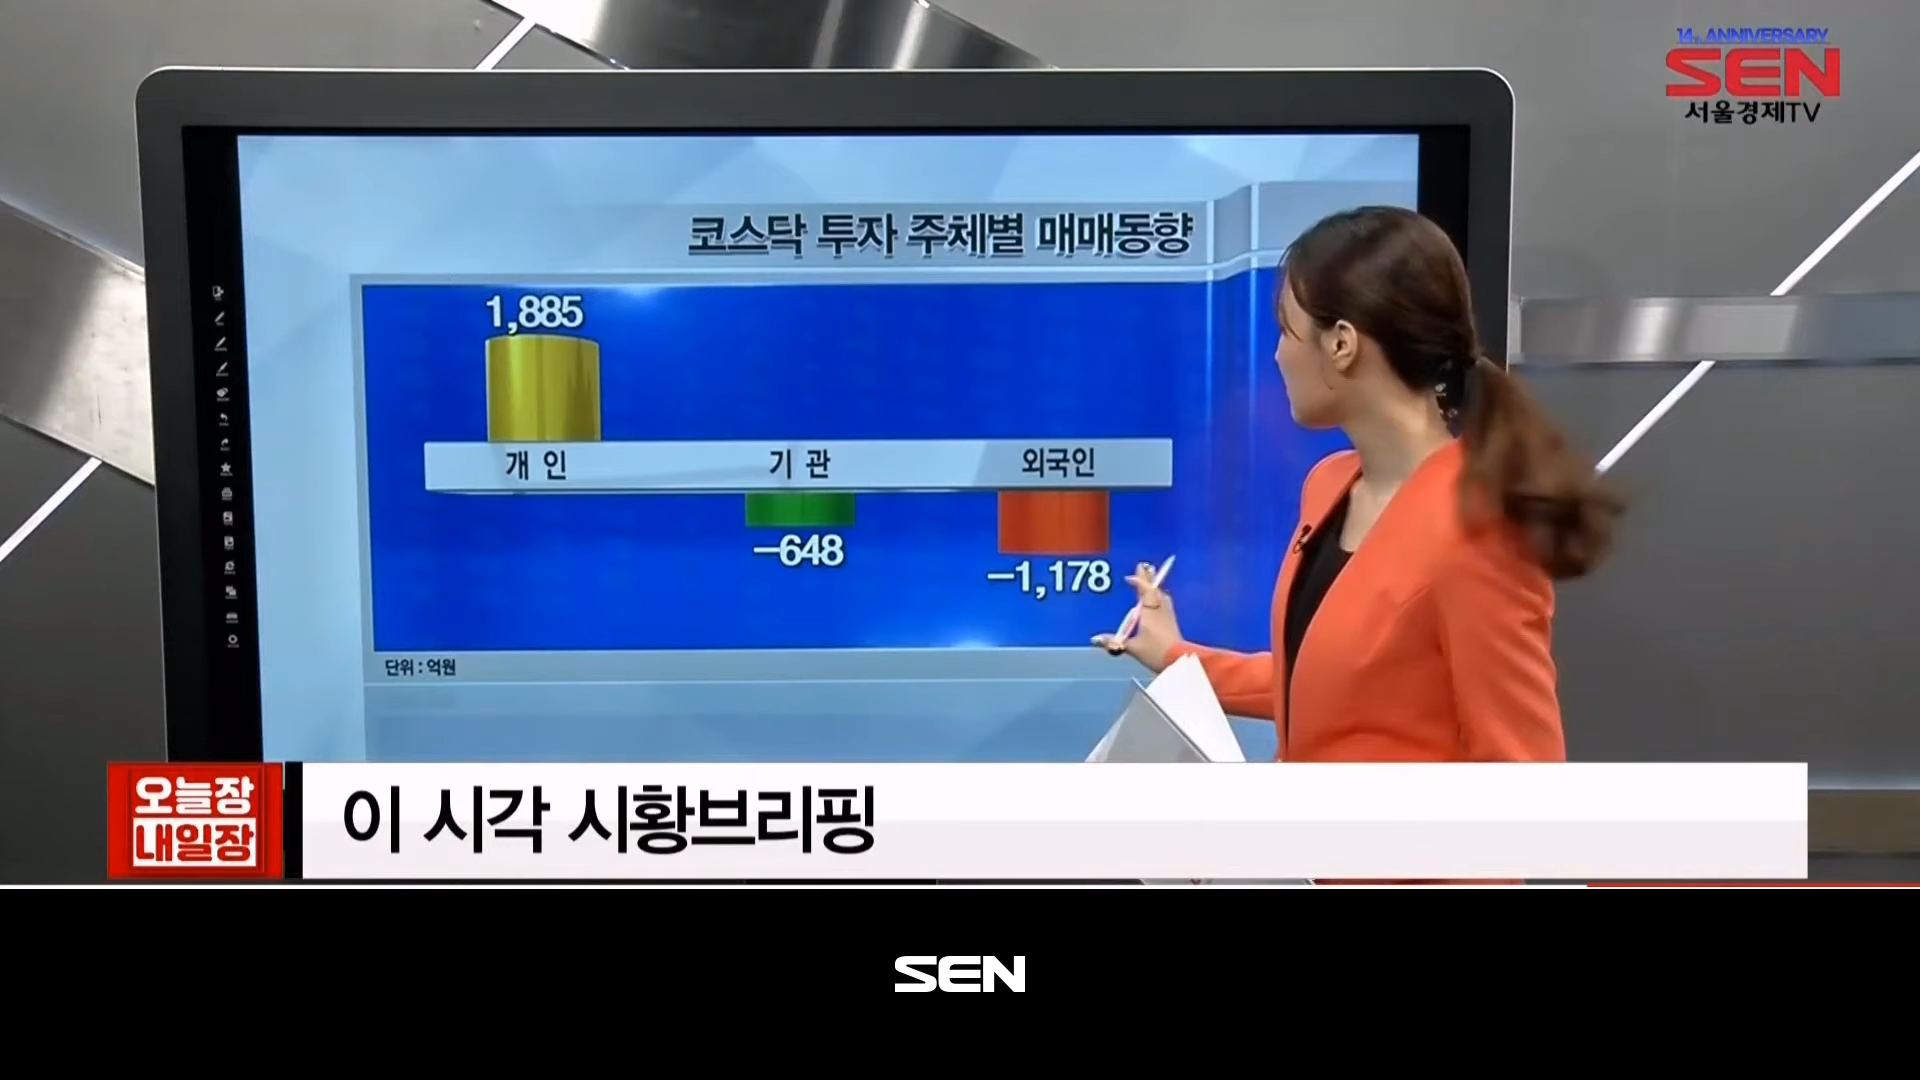 14th ANNIVERSARY
SEN
서울경제TV
코스닥 투자 주체별 매매동향
1,885
개인 기관 외국인
-648
-1,178
단위 : 억원
오늘장
내일장
이 시각 시황브리핑
SEN